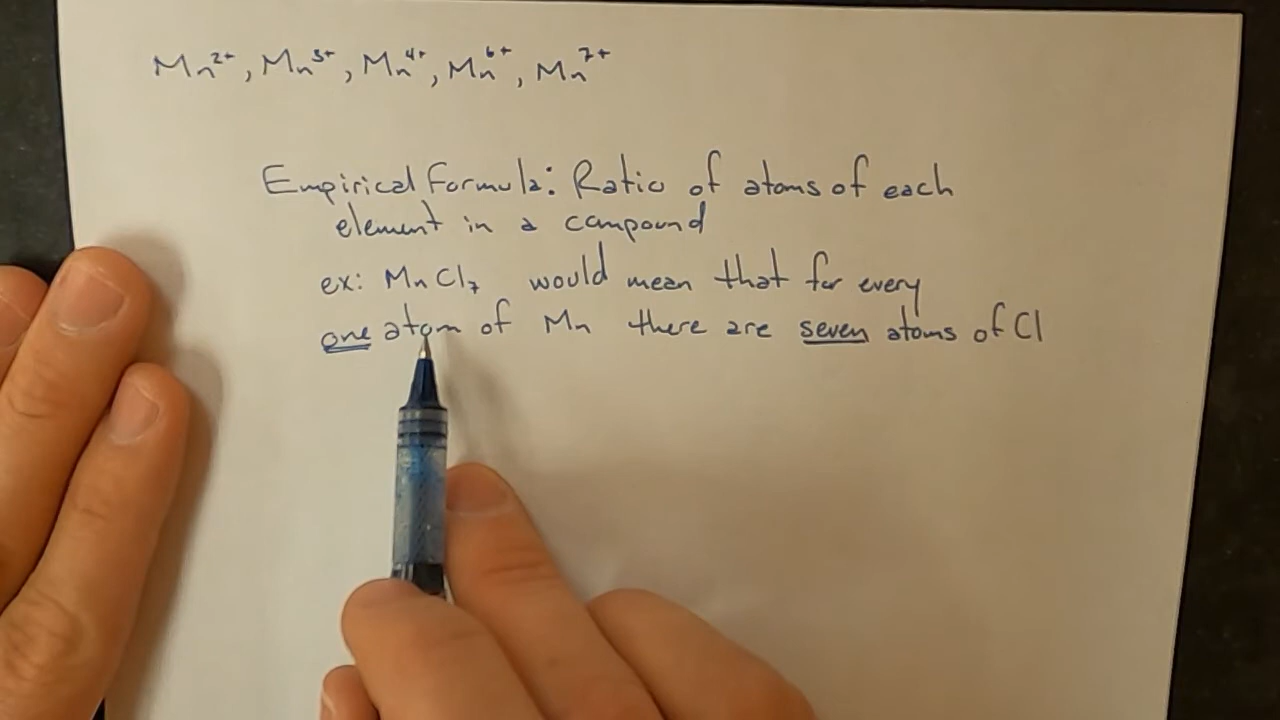 Mn²⁺, Mn³⁺, Mn⁴⁺, Mn⁶⁺, Mn⁷⁺
Empirical Formula: Ratio of atoms of each
element in a compound
ex: MnCl₇ would mean that for every
one atom of Mn there are seven atoms of Cl